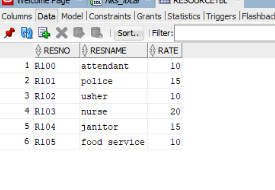 Welcome Page
RESOURCETBL
Columns Data Model Constraints Grants Statistics Triggers Flashback
Sort.. Filter:
RESNO RESNAME RATE
1 R100 attendant 10
2 R101 police 15
3 R102 usher 10
4 R103 nurse 20
5 R104 janitor 15
6 R105 food service 10